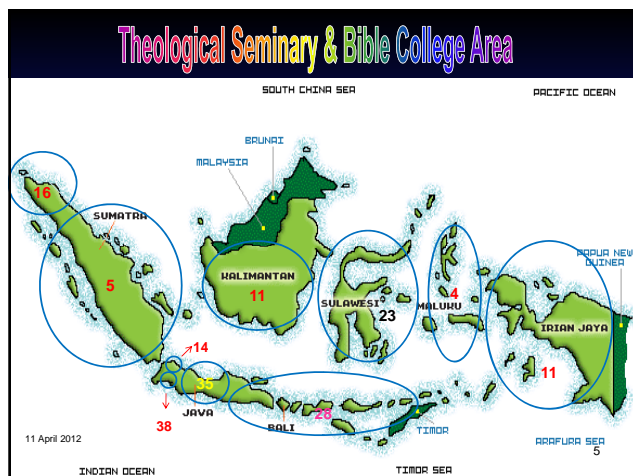 Theological Seminary & Bible College Area
SOUTH CHINA SEA
PACIFIC OCEAN
BRUNAI
MALAYSIA
16
SUMATRA
5
KALIMANTAN
11
SULAWESI
23
MALUKU
4
PAPUA NEW
GUINEA
IRIAN JAYA
11
14
35
38
JAVA
28
BALI
TIMOR
11 April 2012
ARAFURA SEA
5
INDIAN OCEAN
TIMOR SEA